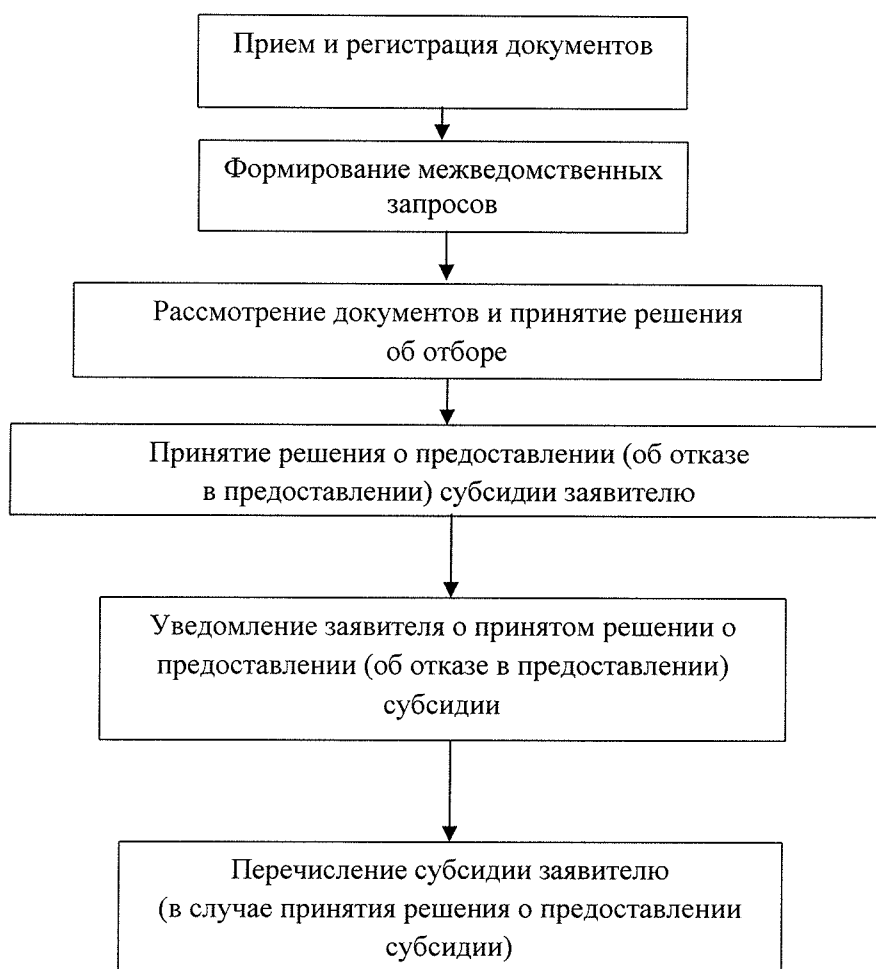 Прием и регистрация документов
Формирование межведомственных
запросов
Рассмотрение документов и принятие решения
об отборе
Принятие решения о предоставлении (об отказе
в предоставлении) субсидии заявителю
Уведомление заявителя о принятом решении о
предоставлении (об отказе в предоставлении)
субсидии
Перечисление субсидии заявителю
(в случае принятия решения о предоставлении
субсидии)